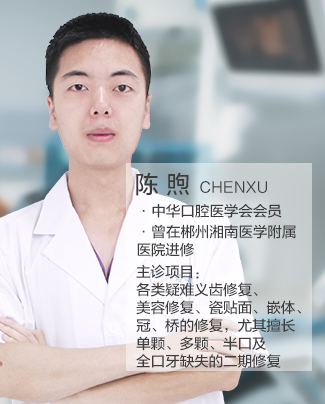 陈 煦 CHENXU
· 中华口腔医学会会员
· 曾在郴州湘南医学附属
医院进修
主诊项目：
各类疑难义齿修复、
美容修复、瓷贴面、嵌体、
冠、桥的修复，尤其擅长
单颗、多颗、半口及
全口牙缺失的二期修复